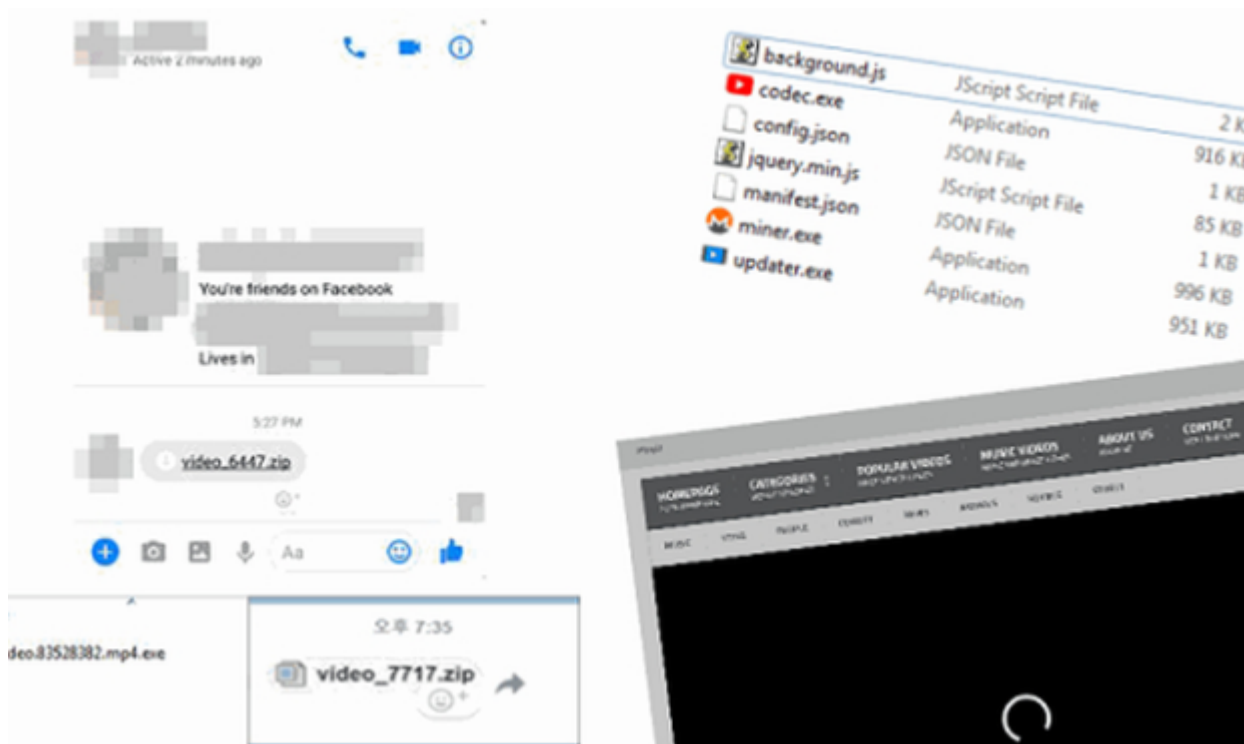 Active 2 minutes ago
You're friends on Facebook
Lives in
5:27 PM
video_6447.zip
Aa
deo.83528382.mp4.exe
오후 7:35
video_7717.zip
background.js JScript Script File 2 K
codec.exe Application 916 KB
config.json JSON File 1 KB
jquery.min.js JScript Script File 85 KB
manifest.json JSON File 1 KB
miner.exe Application 996 KB
updater.exe Application 951 KB
HOMEPAGE CATEGORIES POPULAR VIDEOS MUSIC VIDEOS ABOUT US CONTACT
MUSIC